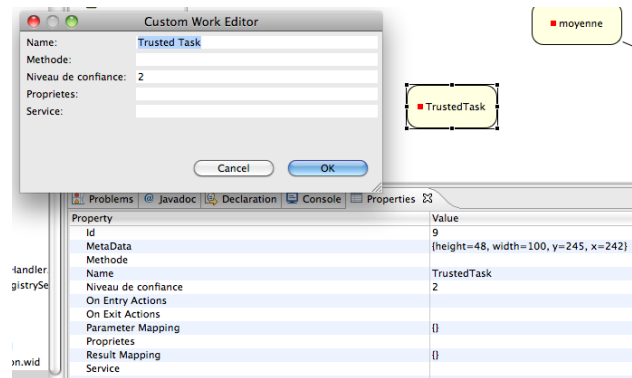 Custom Work Editor
Name: Trusted Task
Methode:
Niveau de confiance: 2
Proprietes:
Service:
Cancel OK
moyenne
TrustedTask
Problems @ Javadoc Declaration Console Properties
Property Value
Id 9
MetaData {height=48, width=100, y=245, x=242}
Methode
Name TrustedTask
Niveau de confiance 2
On Entry Actions
On Exit Actions
Parameter Mapping {}
Proprietes
Result Mapping {}
Service
Handler.
gistrySe
on.wid